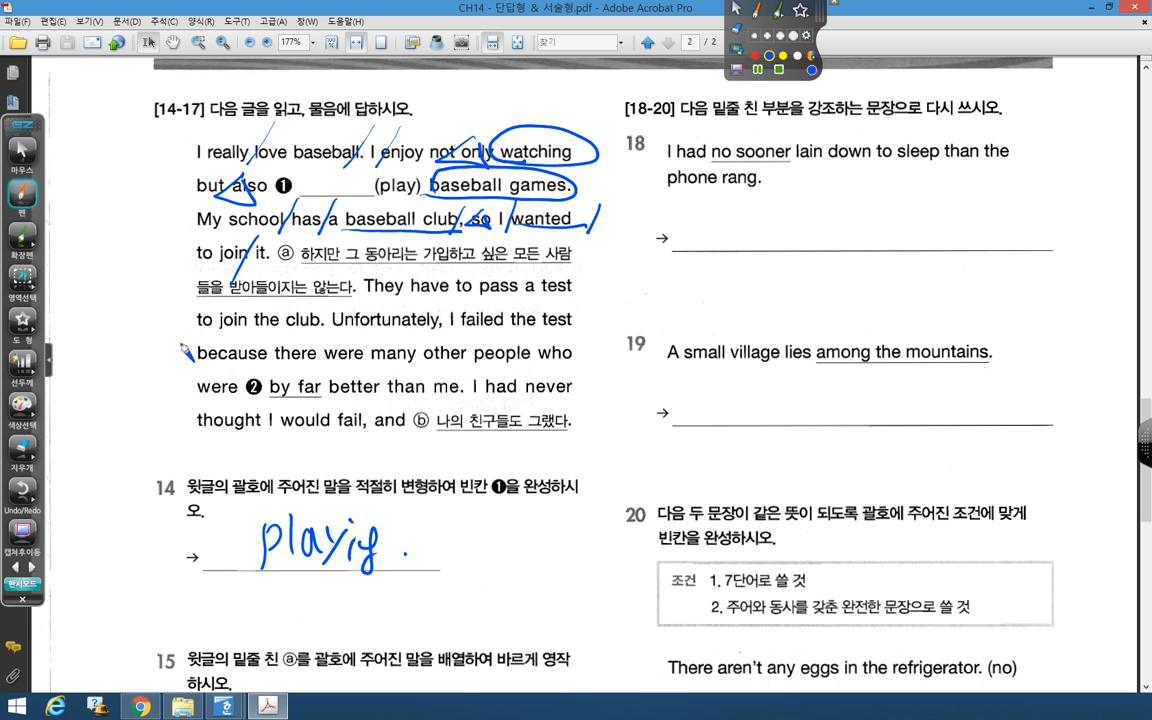 CH14 - 단답형 & 서술형.pdf - Adobe Acrobat Pro
파일(F) 편집(E) 보기(V) 문서(D) 주석(C) 양식(R) 도구(T) 고급(A) 창(W) 도움말(H)
177% 찾기 2 / 2
[14-17] 다음 글을 읽고, 물음에 답하시오.
I really love baseball. I enjoy not only watching
but also ❶ ________ (play) baseball games.
My school has a baseball club, so I wanted
to join it. ⓐ 하지만 그 동아리는 가입하고 싶은 모든 사람
들을 받아들이지는 않는다. They have to pass a test
to join the club. Unfortunately, I failed the test
because there were many other people who
were ❷ by far better than me. I had never
thought I would fail, and ⓑ 나의 친구들도 그랬다.
14 윗글의 괄호에 주어진 말을 적절히 변형하여 빈칸 ❶을 완성하시
오.
→ playing.
15 윗글의 밑줄 친 ⓐ를 괄호에 주어진 말을 배열하여 바르게 영작
하시오.
[18-20] 다음 밑줄 친 부분을 강조하는 문장으로 다시 쓰시오.
18 I had no sooner lain down to sleep than the
phone rang.
→
19 A small village lies among the mountains.
→
20 다음 두 문장이 같은 뜻이 되도록 괄호에 주어진 조건에 맞게
빈칸을 완성하시오.
조건 1. 7단어로 쓸 것
2. 주어와 동사를 갖춘 완전한 문장으로 쓸 것
There aren't any eggs in the refrigerator. (no)
EZ
마우스
펜
확장펜
영역선택
도 형
선두께
색상선택
지우개
Undo/Redo
캡쳐후이동
판서모드